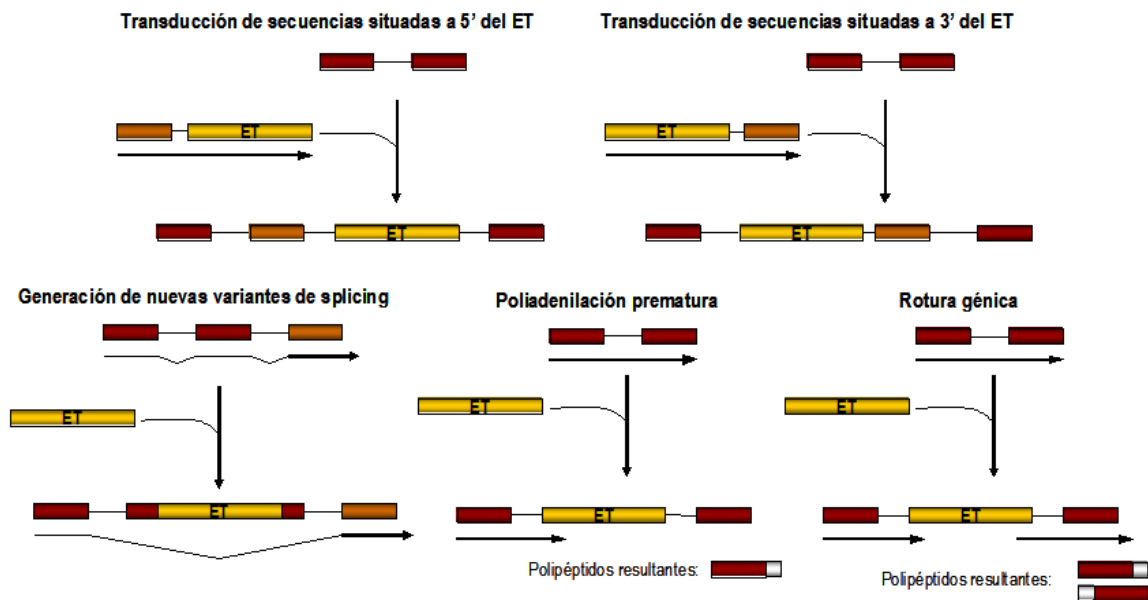 Transducción de secuencias situadas a 5' del ET
Transducción de secuencias situadas a 3' del ET
ET
ET
ET
ET
Generación de nuevas variantes de splicing
Poliadenilación prematura
Rotura génica
ET
ET
ET
ET
ET
ET
Polipéptidos resultantes:
Polipéptidos resultantes: